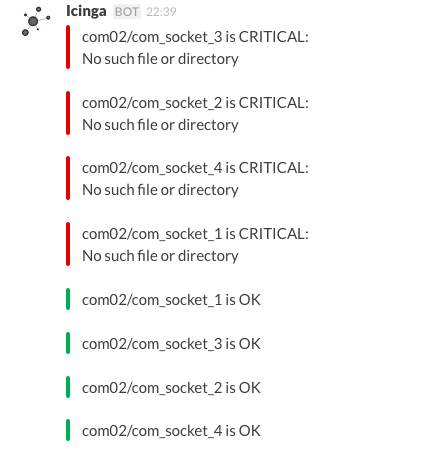 Icinga BOT 22:39
com02/com_socket_3 is CRITICAL:
No such file or directory
com02/com_socket_2 is CRITICAL:
No such file or directory
com02/com_socket_4 is CRITICAL:
No such file or directory
com02/com_socket_1 is CRITICAL:
No such file or directory
com02/com_socket_1 is OK
com02/com_socket_3 is OK
com02/com_socket_2 is OK
com02/com_socket_4 is OK